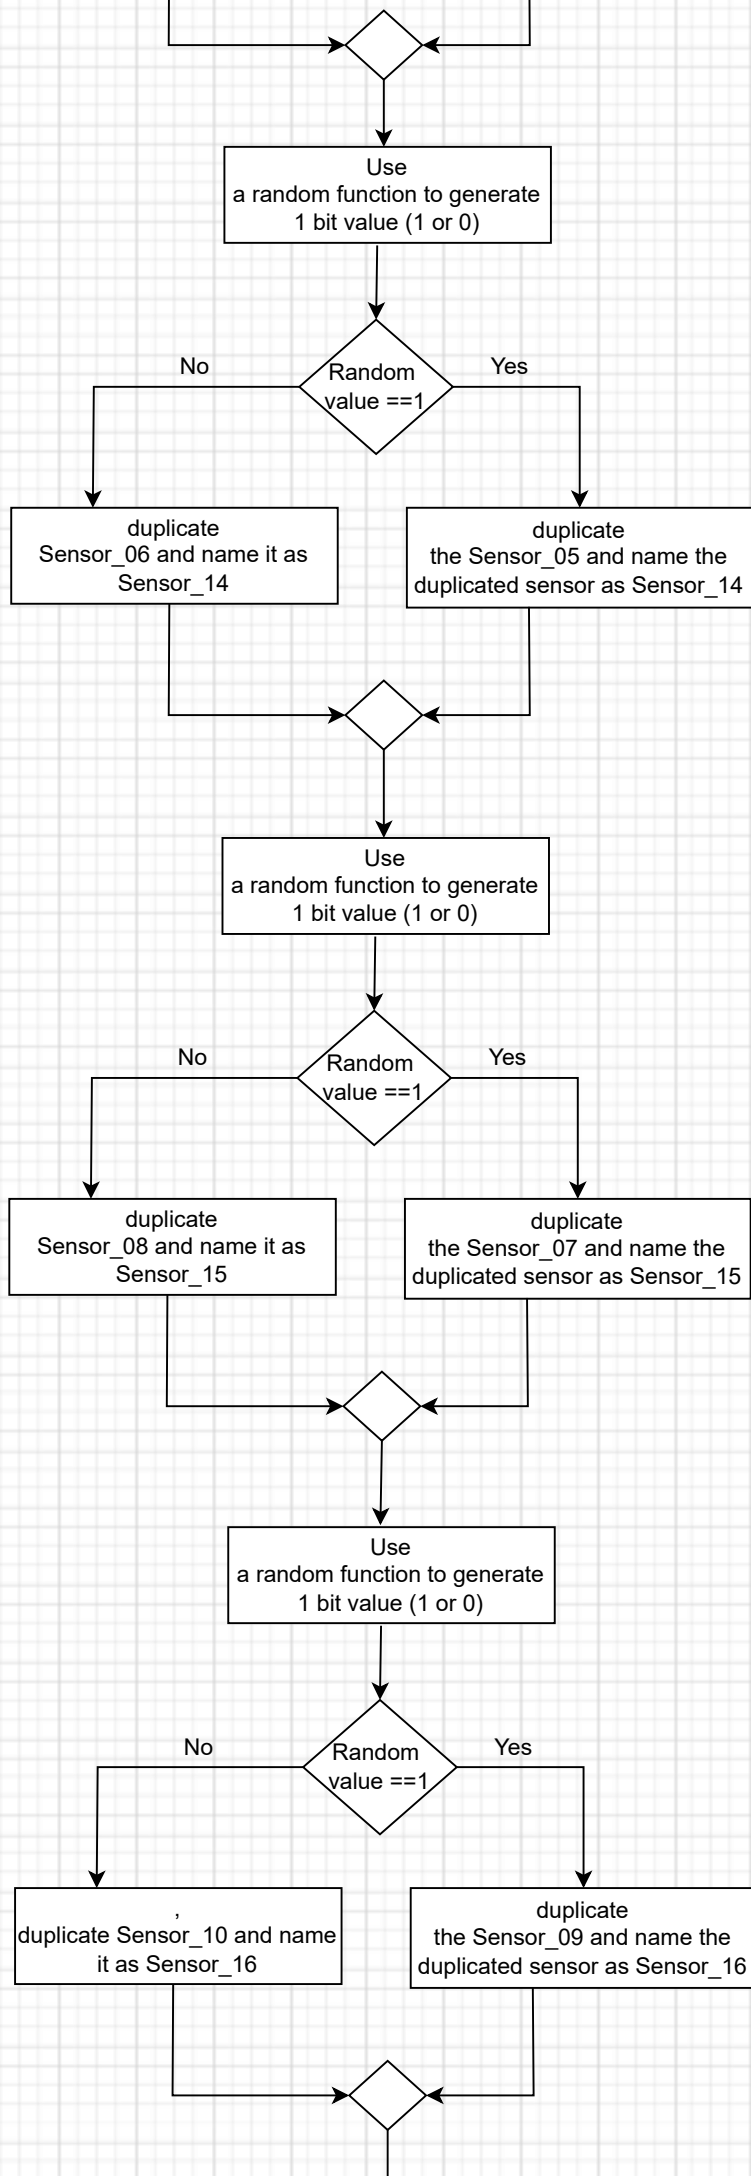 Use
a random function to generate
1 bit value (1 or 0)
No
Yes
Random
value ==1
duplicate
Sensor_06 and name it as
Sensor_14
duplicate
the Sensor_05 and name the
duplicated sensor as Sensor_14
Use
a random function to generate
1 bit value (1 or 0)
No
Yes
Random
value ==1
duplicate
Sensor_08 and name it as
Sensor_15
duplicate
the Sensor_07 and name the
duplicated sensor as Sensor_15
Use
a random function to generate
1 bit value (1 or 0)
No
Yes
Random
value ==1
,
duplicate Sensor_10 and name
it as Sensor_16
duplicate
the Sensor_09 and name the
duplicated sensor as Sensor_16